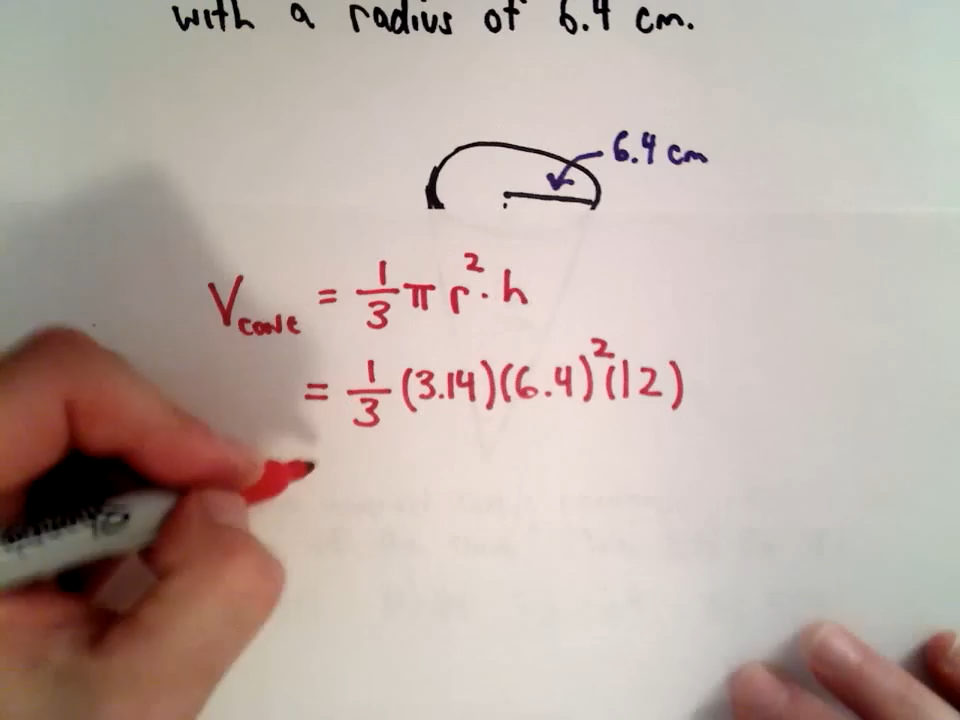 with a radius of 6.4 cm.
6.4 cm
V cone = 1/3 π r² · h
= 1/3 (3.14)(6.4)²(12)